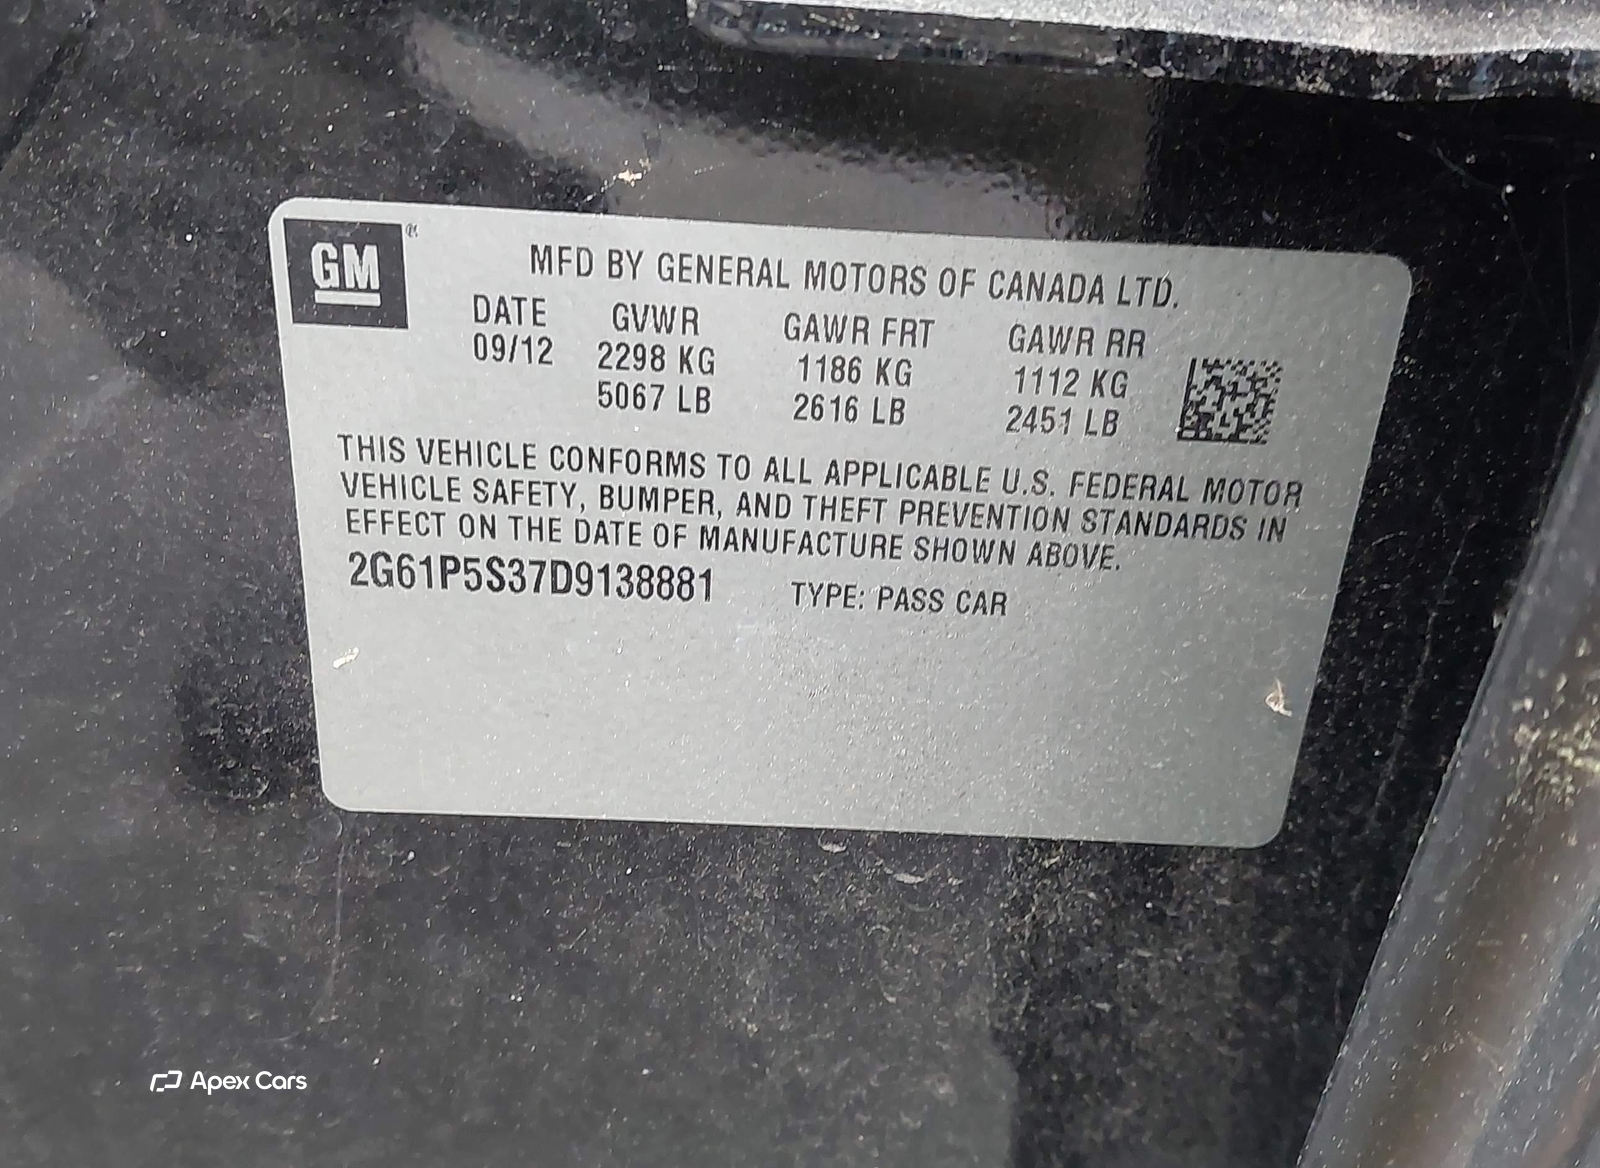 GM
MFD BY GENERAL MOTORS OF CANADA LTD.
DATE GVWR GAWR FRT GAWR RR
09/12 2298 KG 1186 KG 1112 KG
5067 LB 2616 LB 2451 LB
THIS VEHICLE CONFORMS TO ALL APPLICABLE U.S. FEDERAL MOTOR
VEHICLE SAFETY, BUMPER, AND THEFT PREVENTION STANDARDS IN
EFFECT ON THE DATE OF MANUFACTURE SHOWN ABOVE.
2G61P5S37D9138881 TYPE: PASS CAR
Apex Cars